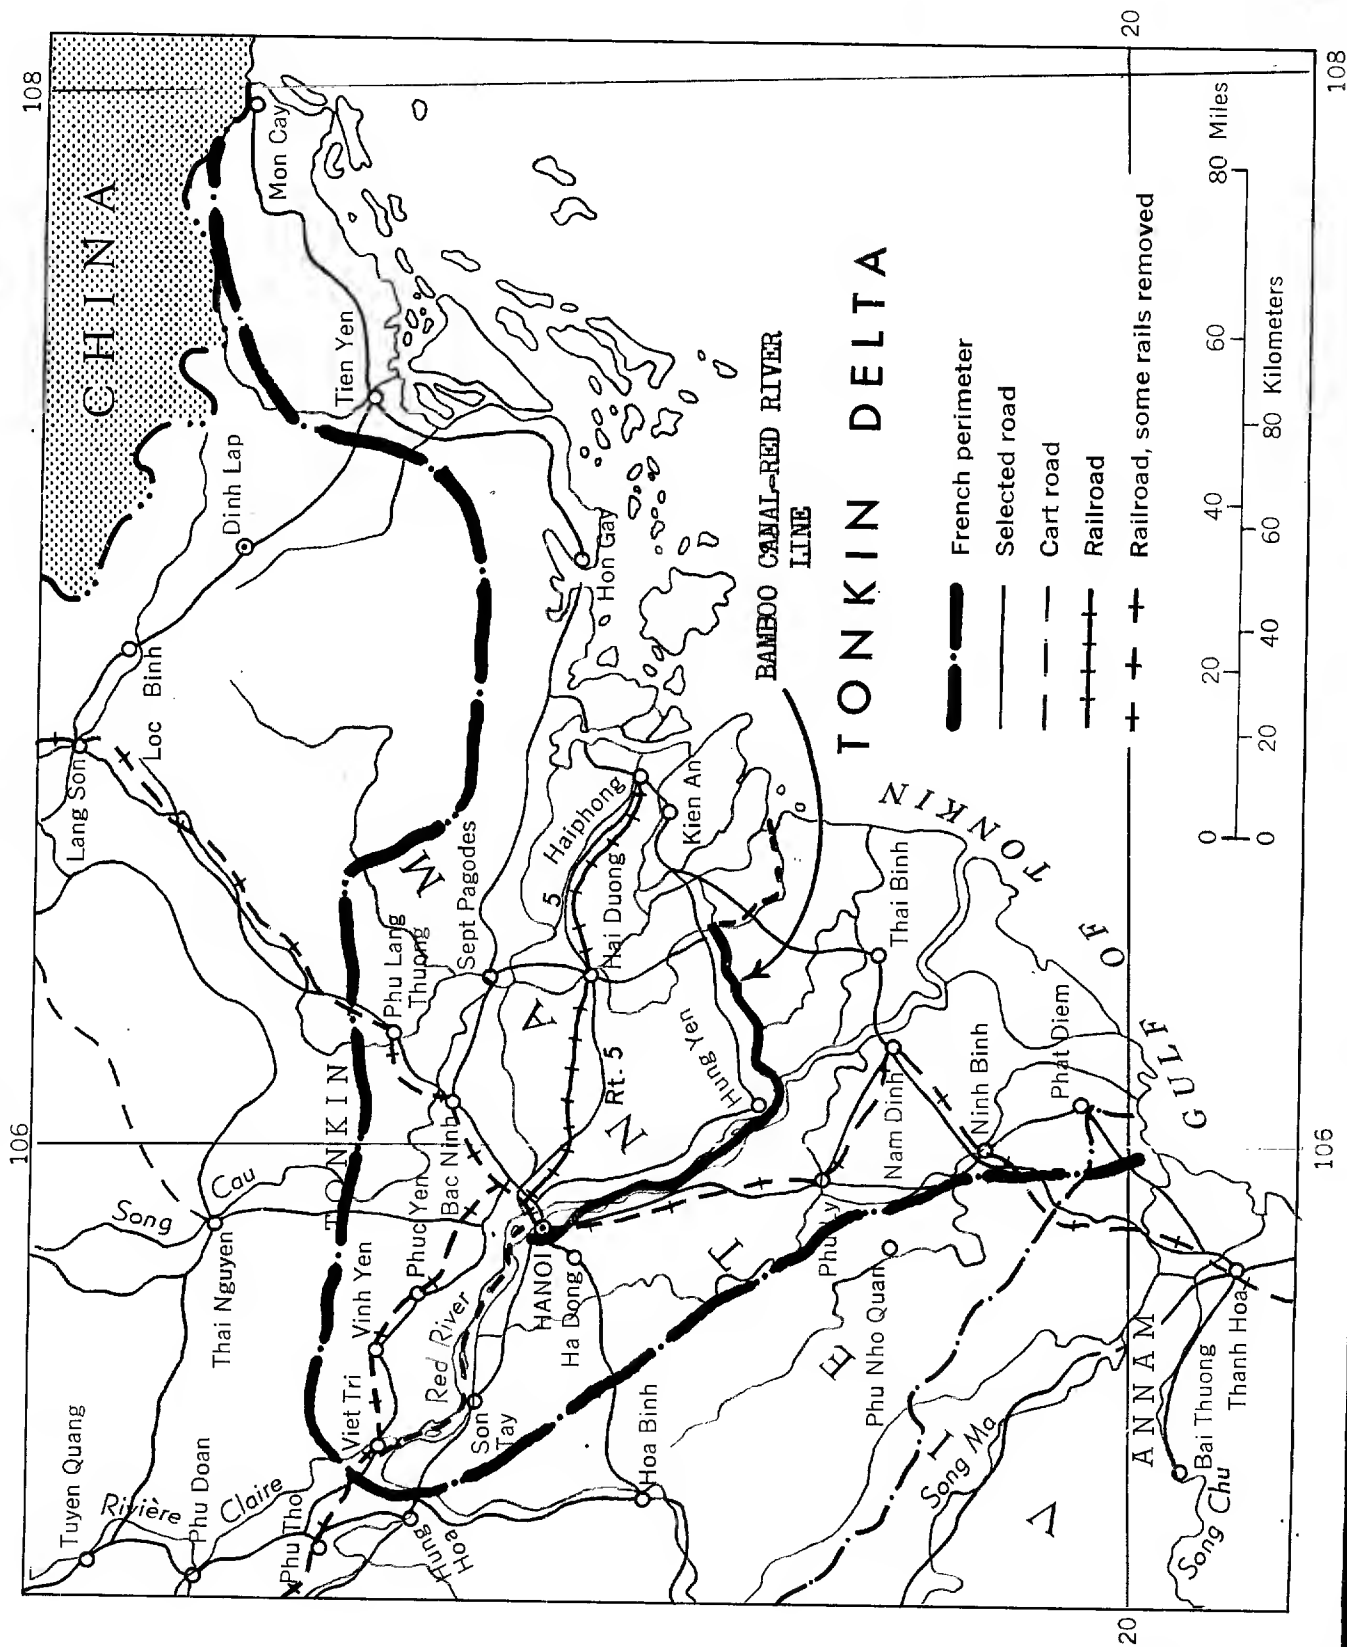 108
20
108
106
106
20
CHINA
Mon Cay
Tien Yen
Dinh Lap
Loc Binh
Lang Son
Hon Gay
Haiphong
Kien An
Hai Duong
5
Sept Pagodes
Phu Lang
Thuong
Rt. 5
Hung Yen
Thai Binh
Nam Dinh
Ninh Binh
Phat Diem
Phu Ly
Phu Nho Quan
TONKIN
Bac Ninh
Phuc Yen
Vinh Yen
Viet Tri
Song Cau
Thai Nguyen
Tuyen Quang
Rivière Claire
Phu Doan
Phu Tho
Hung
Hoa
Son
Tay
Red River
HANOI
Ha Dong
Hoa Binh
VIETNAM
Song Ma
ANNAM
Bai Thuong
Thanh Hoa
Song Chu
GULF OF TONKIN
BAMBOO CANAL-RED RIVER
LINE
TONKIN DELTA
French perimeter
Selected road
Cart road
Railroad
Railroad, some rails removed
0 20 40 60 80 Miles
0 20 40 60 80 Kilometers